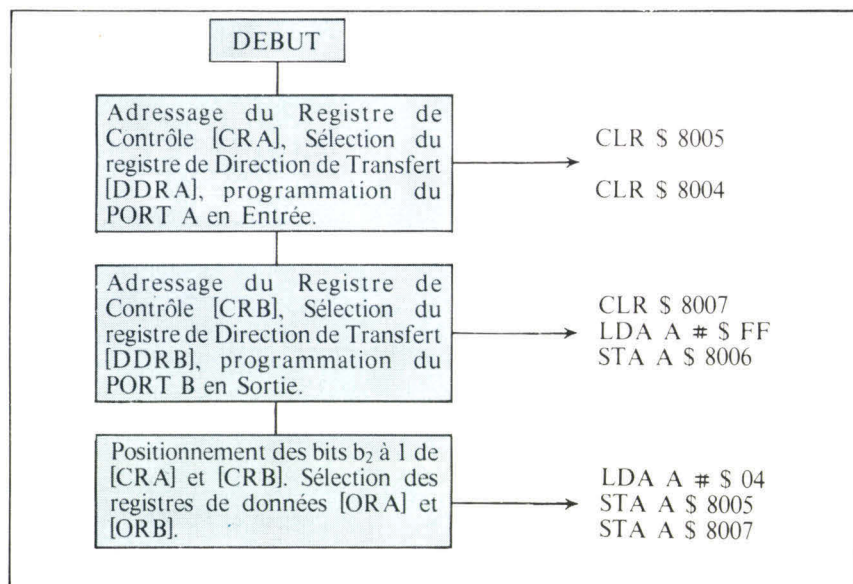 DEBUT
Adressage du Registre de
Contrôle [CRA], Sélection du
registre de Direction de Transfert
[DDRA], programmation du
PORT A en Entrée.
CLR $ 8005
CLR $ 8004
Adressage du Registre de
Contrôle [CRB], Sélection du
registre de Direction de Transfert
[DDRB], programmation du
PORT B en Sortie.
CLR $ 8007
LDA A # $ FF
STA A $ 8006
Positionnement des bits b₂ à 1 de
[CRA] et [CRB]. Sélection des
registres de données [ORA] et
[ORB].
LDA A # $ 04
STA A $ 8005
STA A $ 8007